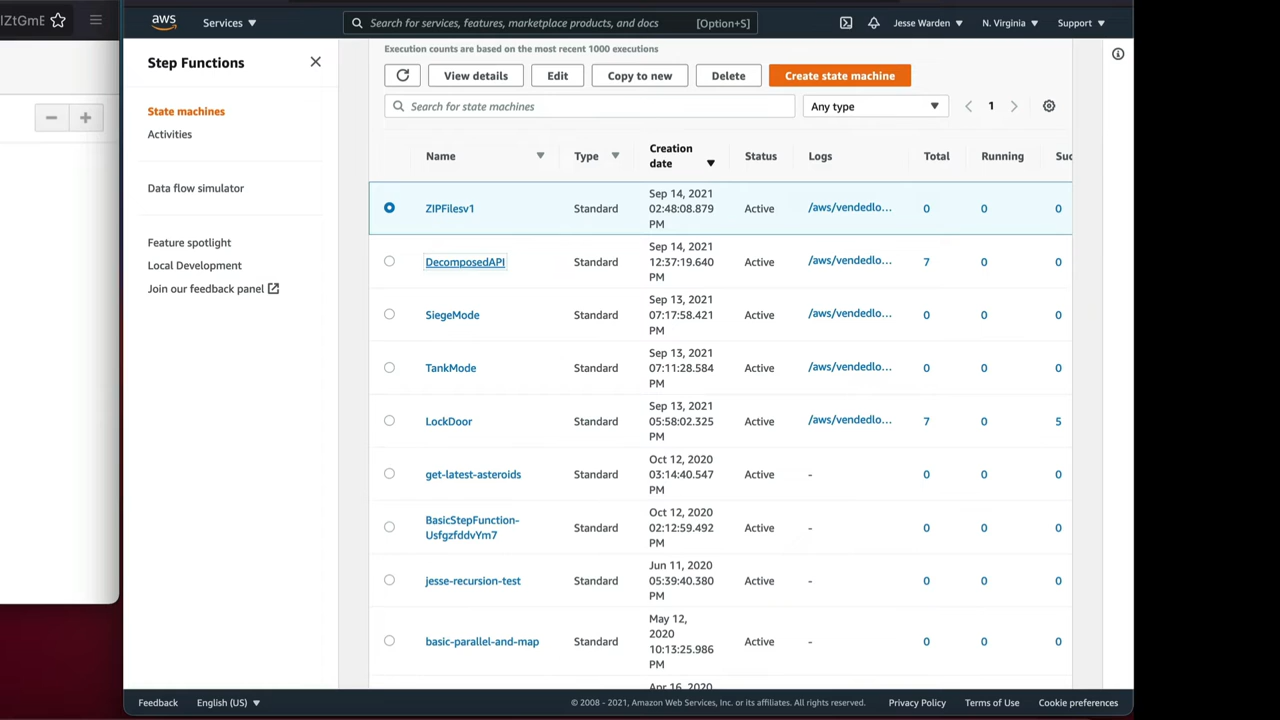 IZtGmE
aws
Services
Search for services, features, marketplace products, and docs [Option+S]
Jesse Warden
N. Virginia
Support
Step Functions
State machines
Activities
Data flow simulator
Feature spotlight
Local Development
Join our feedback panel
Execution counts are based on the most recent 1000 executions
View details Edit Copy to new Delete Create state machine
Search for state machines Any type 1
Name Type Creation date Status Logs Total Running Suc
ZIPFilesv1 Standard Sep 14, 2021 02:48:08.879 PM Active /aws/vendedlo... 0 0 0
DecomposedAPI Standard Sep 14, 2021 12:37:19.640 PM Active /aws/vendedlo... 7 0 0
SiegeMode Standard Sep 13, 2021 07:17:58.421 PM Active /aws/vendedlo... 0 0 0
TankMode Standard Sep 13, 2021 07:11:28.584 PM Active /aws/vendedlo... 0 0 0
LockDoor Standard Sep 13, 2021 05:58:02.325 PM Active /aws/vendedlo... 7 0 5
get-latest-asteroids Standard Oct 12, 2020 03:14:40.547 PM Active - 0 0 0
BasicStepFunction-UsfgzfddvYm7 Standard Oct 12, 2020 02:12:59.492 PM Active - 0 0 0
jesse-recursion-test Standard Jun 11, 2020 05:39:40.380 PM Active - 0 0 0
basic-parallel-and-map Standard May 12, 2020 10:13:25.986 PM Active - 0 0 0
Apr 16, 2020
Feedback English (US) © 2008 - 2021, Amazon Web Services, Inc. or its affiliates. All rights reserved. Privacy Policy Terms of Use Cookie preferences